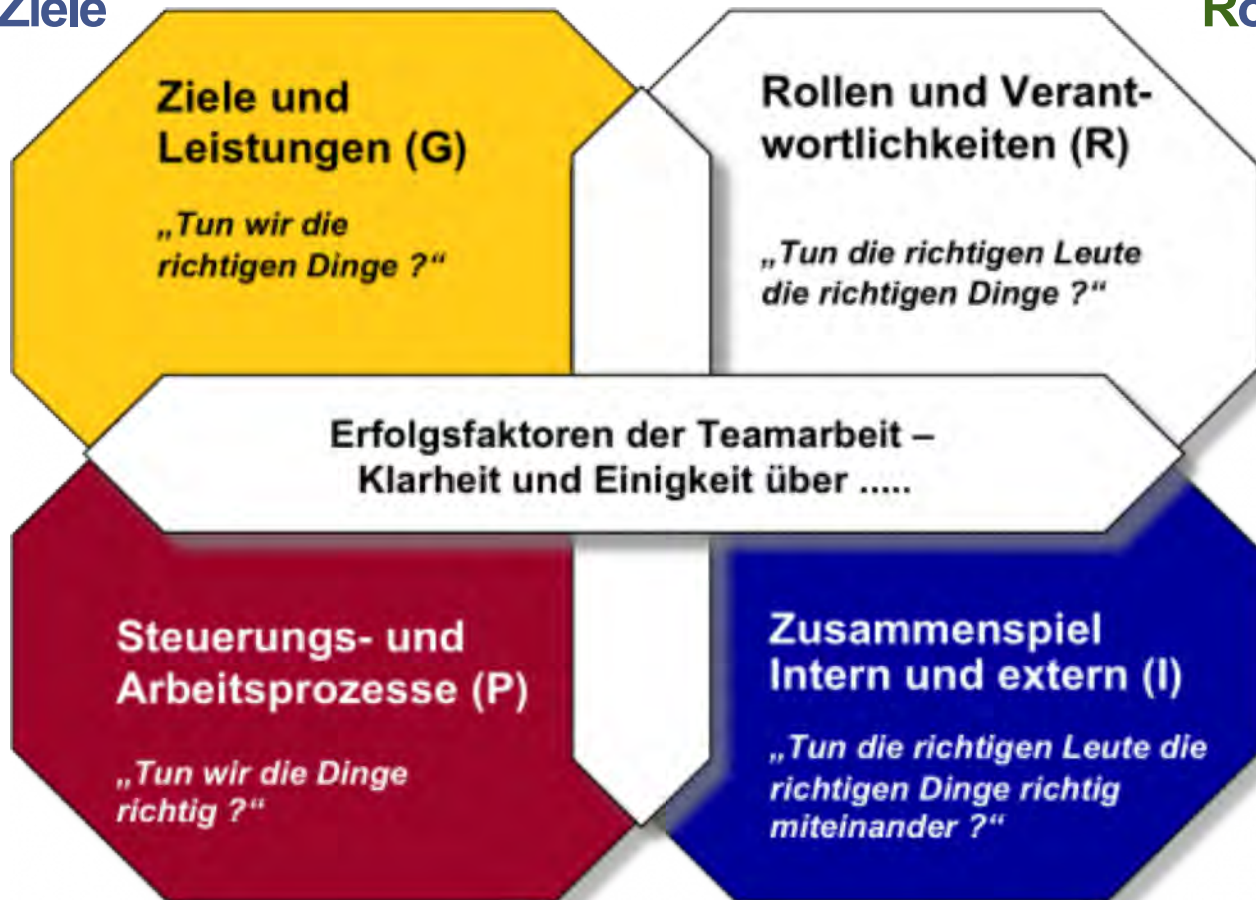 Ziele
Ziele und
Leistungen (G)
„Tun wir die
richtigen Dinge ?“
Rollen und Verant-
wortlichkeiten (R)
„Tun die richtigen Leute
die richtigen Dinge ?“
Erfolgsfaktoren der Teamarbeit –
Klarheit und Einigkeit über .....
Steuerungs- und
Arbeitsprozesse (P)
„Tun wir die Dinge
richtig ?“
Zusammenspiel
Intern und extern (I)
„Tun die richtigen Leute die
richtigen Dinge richtig
miteinander ?“